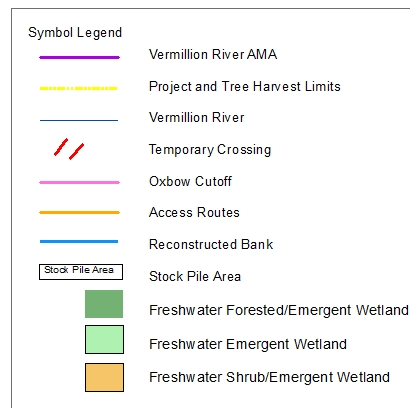 Symbol Legend
Vermillion River AMA
Project and Tree Harvest Limits
Vermillion River
Temporary Crossing
Oxbow Cutoff
Access Routes
Reconstructed Bank
Stock Pile Area Stock Pile Area
Freshwater Forested/Emergent Wetland
Freshwater Emergent Wetland
Freshwater Shrub/Emergent Wetland